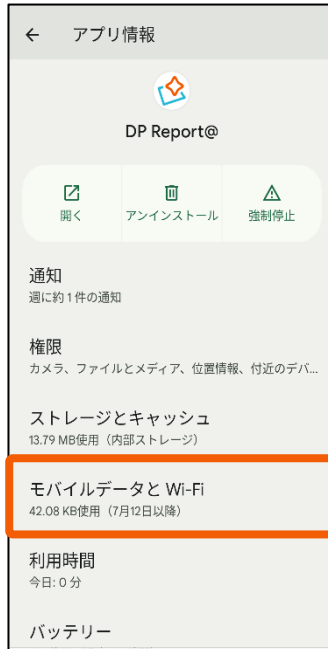 ← アプリ情報
DP Report@
開く アンインストール 強制停止
通知
週に約1件の通知
権限
カメラ、ファイルとメディア、位置情報、付近のデバ...
ストレージとキャッシュ
13.79 MB使用（内部ストレージ）
モバイルデータと Wi-Fi
42.08 KB使用（7月12日以降）
利用時間
今日: 0 分
バッテリー